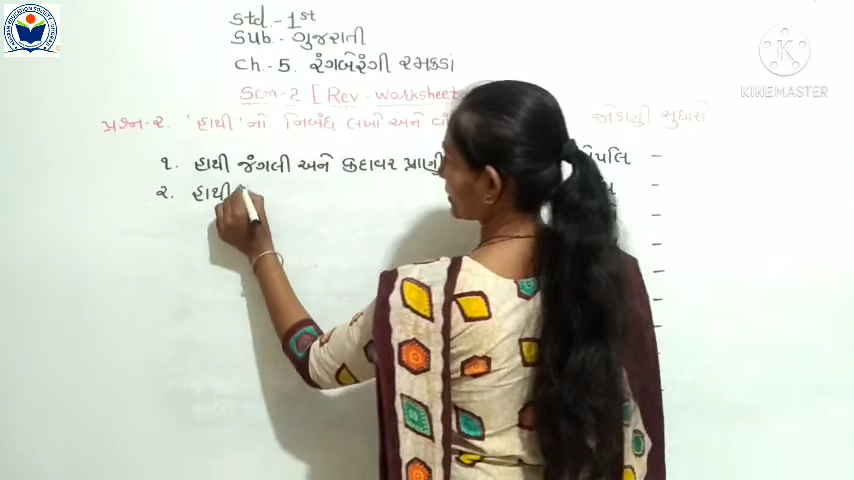 Std.-1st
Sub.- ગુજરાતી
Ch.- 5. રંગબેરંગી રમકડાં
Sem-2 [Rev. worksheet
પ્રશ્ન-૨. 'હાથી'નો નિબંધ લખો અને
જોડણી સુધારો
૧. હાથી જંગલી અને કદાવર પ્રાણી
૨. હાથી
KINEMASTER